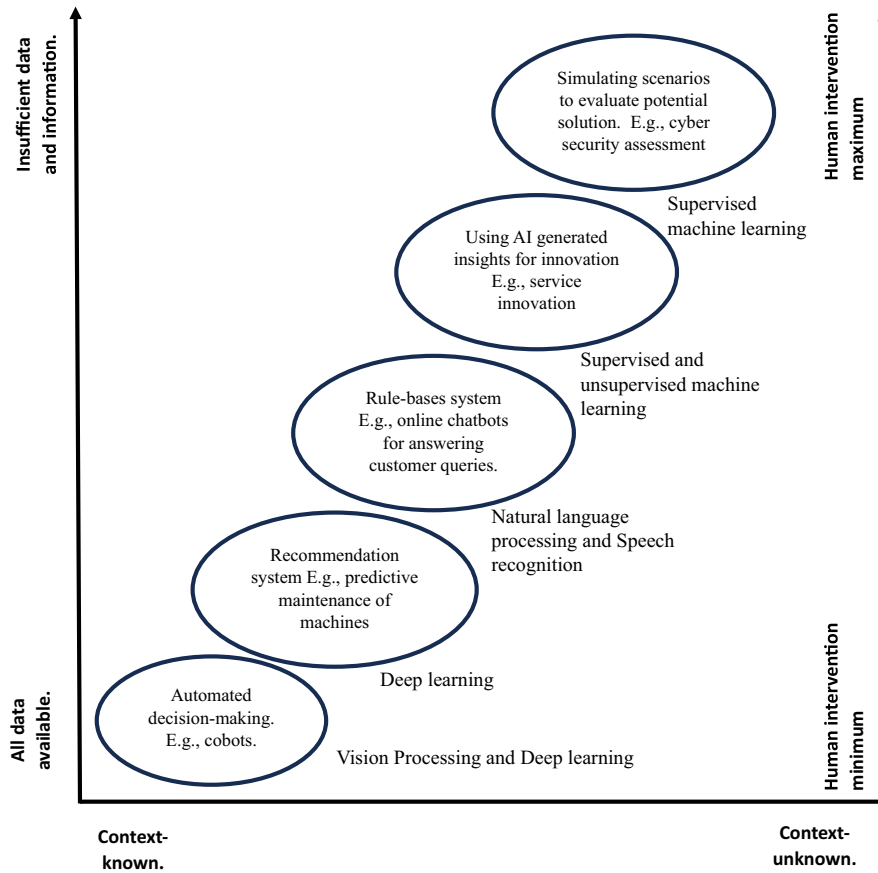 Insufficient data
and information.
Human intervention
maximum
Simulating scenarios
to evaluate potential
solution.  E.g., cyber
security assessment
Supervised
machine learning
Using AI generated
insights for innovation
E.g., service
innovation
Supervised and
unsupervised machine
learning
Rule-bases system
E.g., online chatbots
for answering
customer queries.
Natural language
processing and Speech
recognition
Recommendation
system E.g., predictive
maintenance of
machines
Deep learning
Automated
decision-making.
E.g., cobots.
Vision Processing and Deep learning
All data
available.
Human intervention
minimum
Context-
known.
Context-
unknown.